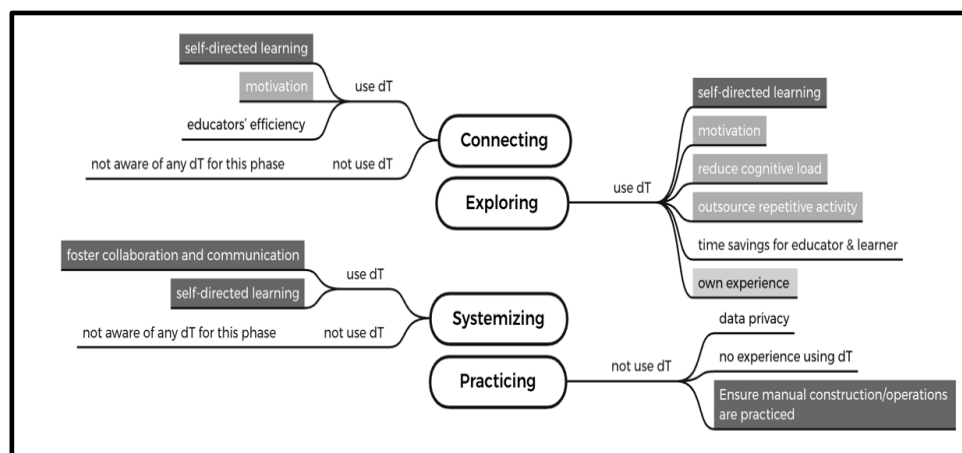 self-directed learning
motivation
educators' efficiency
use dT
not aware of any dT for this phase
not use dT
Connecting
Exploring
use dT
self-directed learning
motivation
reduce cognitive load
outsource repetitive activity
time savings for educator & learner
own experience
foster collaboration and communication
self-directed learning
use dT
not aware of any dT for this phase
not use dT
Systemizing
Practicing
not use dT
data privacy
no experience using dT
Ensure manual construction/operations
are practiced